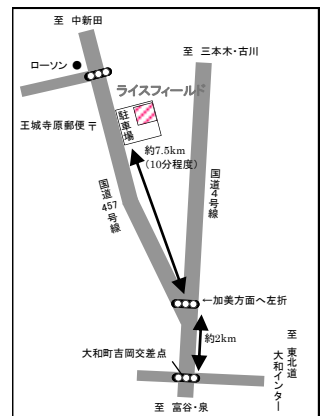 至 中新田
ローソン
至 三本木・古川
ライスフィールド
駐車場
王城寺原郵便〒
約7.5km
(10分程度)
国道457号線
国道4号線
←加美方面へ左折
約2km
大和町吉岡交差点
至 東北道
大和インター
至 富谷・泉